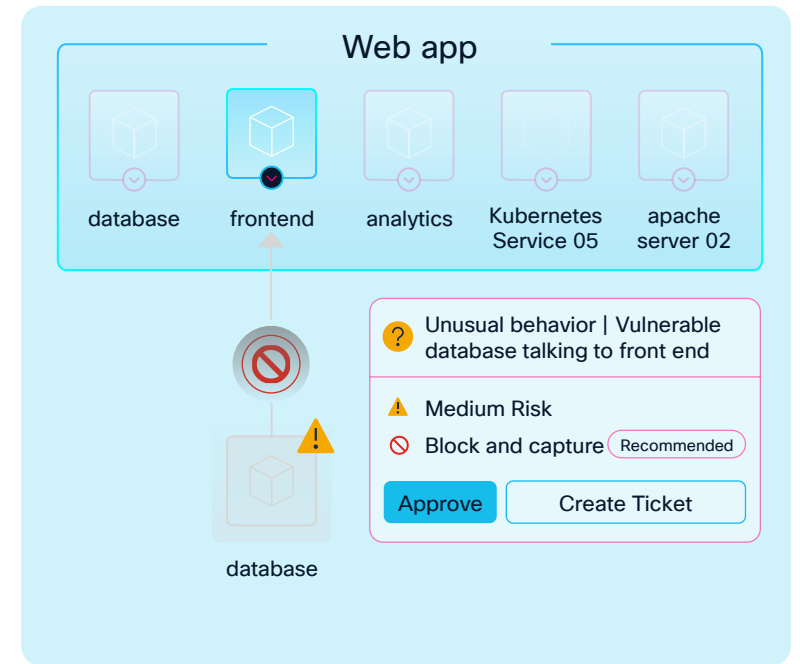 Web app
database
frontend
analytics
Kubernetes
Service 05
apache
server 02
Unusual behavior | Vulnerable
database talking to front end
Medium Risk
Block and capture Recommended
Approve Create Ticket
database